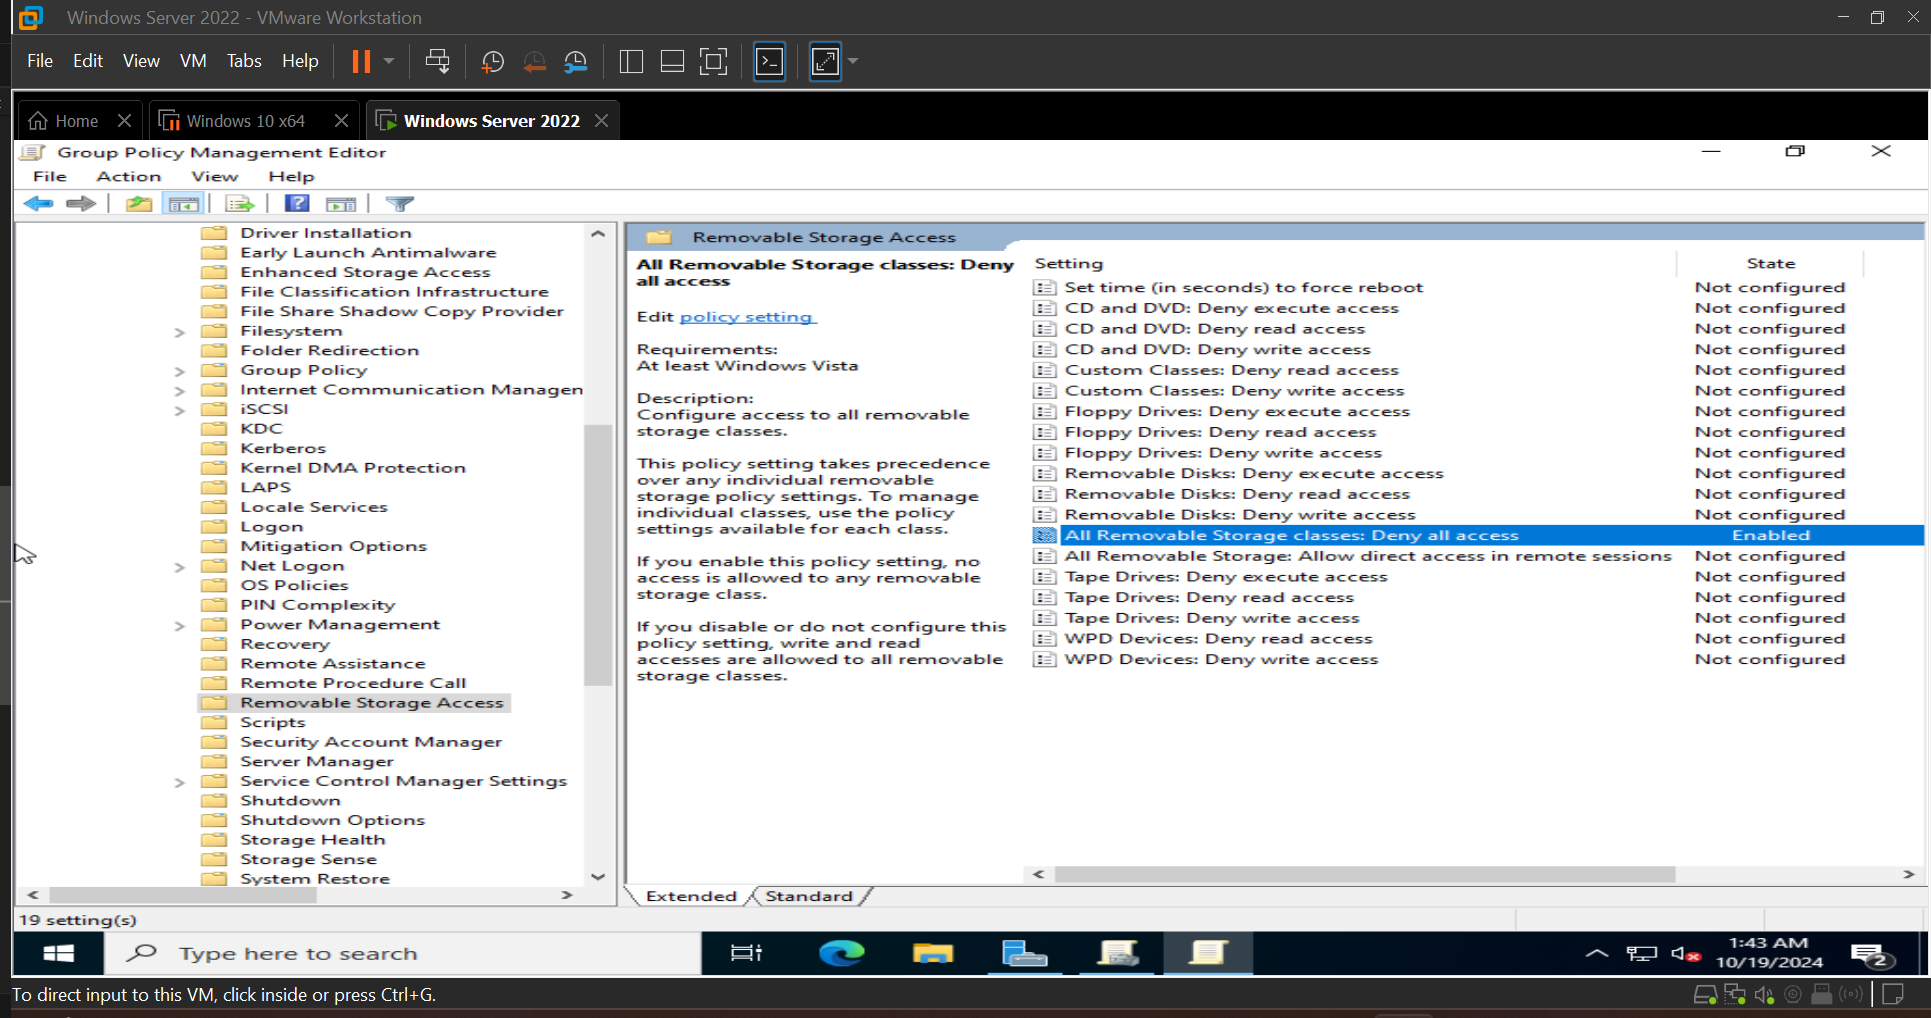 Windows Server 2022 - VMware Workstation
File Edit View VM Tabs Help
Home
Windows 10 x64
Windows Server 2022
Group Policy Management Editor
File Action View Help
Driver Installation
Early Launch Antimalware
Enhanced Storage Access
File Classification Infrastructure
File Share Shadow Copy Provider
Filesystem
Folder Redirection
Group Policy
Internet Communication Managen
iSCSI
KDC
Kerberos
Kernel DMA Protection
LAPS
Locale Services
Logon
Mitigation Options
Net Logon
OS Policies
PIN Complexity
Power Management
Recovery
Remote Assistance
Remote Procedure Call
Removable Storage Access
Scripts
Security Account Manager
Server Manager
Service Control Manager Settings
Shutdown
Shutdown Options
Storage Health
Storage Sense
System Restore
Removable Storage Access
All Removable Storage classes: Deny
all access
Edit policy setting
Requirements:
At least Windows Vista
Description:
Configure access to all removable
storage classes.
This policy setting takes precedence
over any individual removable
storage policy settings. To manage
individual classes, use the policy
settings available for each class.
If you enable this policy setting, no
access is allowed to any removable
storage class.
If you disable or do not configure this
policy setting, write and read
accesses are allowed to all removable
storage classes.
Setting State
Set time (in seconds) to force reboot Not configured
CD and DVD: Deny execute access Not configured
CD and DVD: Deny read access Not configured
CD and DVD: Deny write access Not configured
Custom Classes: Deny read access Not configured
Custom Classes: Deny write access Not configured
Floppy Drives: Deny execute access Not configured
Floppy Drives: Deny read access Not configured
Floppy Drives: Deny write access Not configured
Removable Disks: Deny execute access Not configured
Removable Disks: Deny read access Not configured
Removable Disks: Deny write access Not configured
All Removable Storage classes: Deny all access Enabled
All Removable Storage: Allow direct access in remote sessions Not configured
Tape Drives: Deny execute access Not configured
Tape Drives: Deny read access Not configured
Tape Drives: Deny write access Not configured
WPD Devices: Deny read access Not configured
WPD Devices: Deny write access Not configured
Extended Standard
19 setting(s)
Type here to search
1:43 AM
10/19/2024
2
To direct input to this VM, click inside or press Ctrl+G.